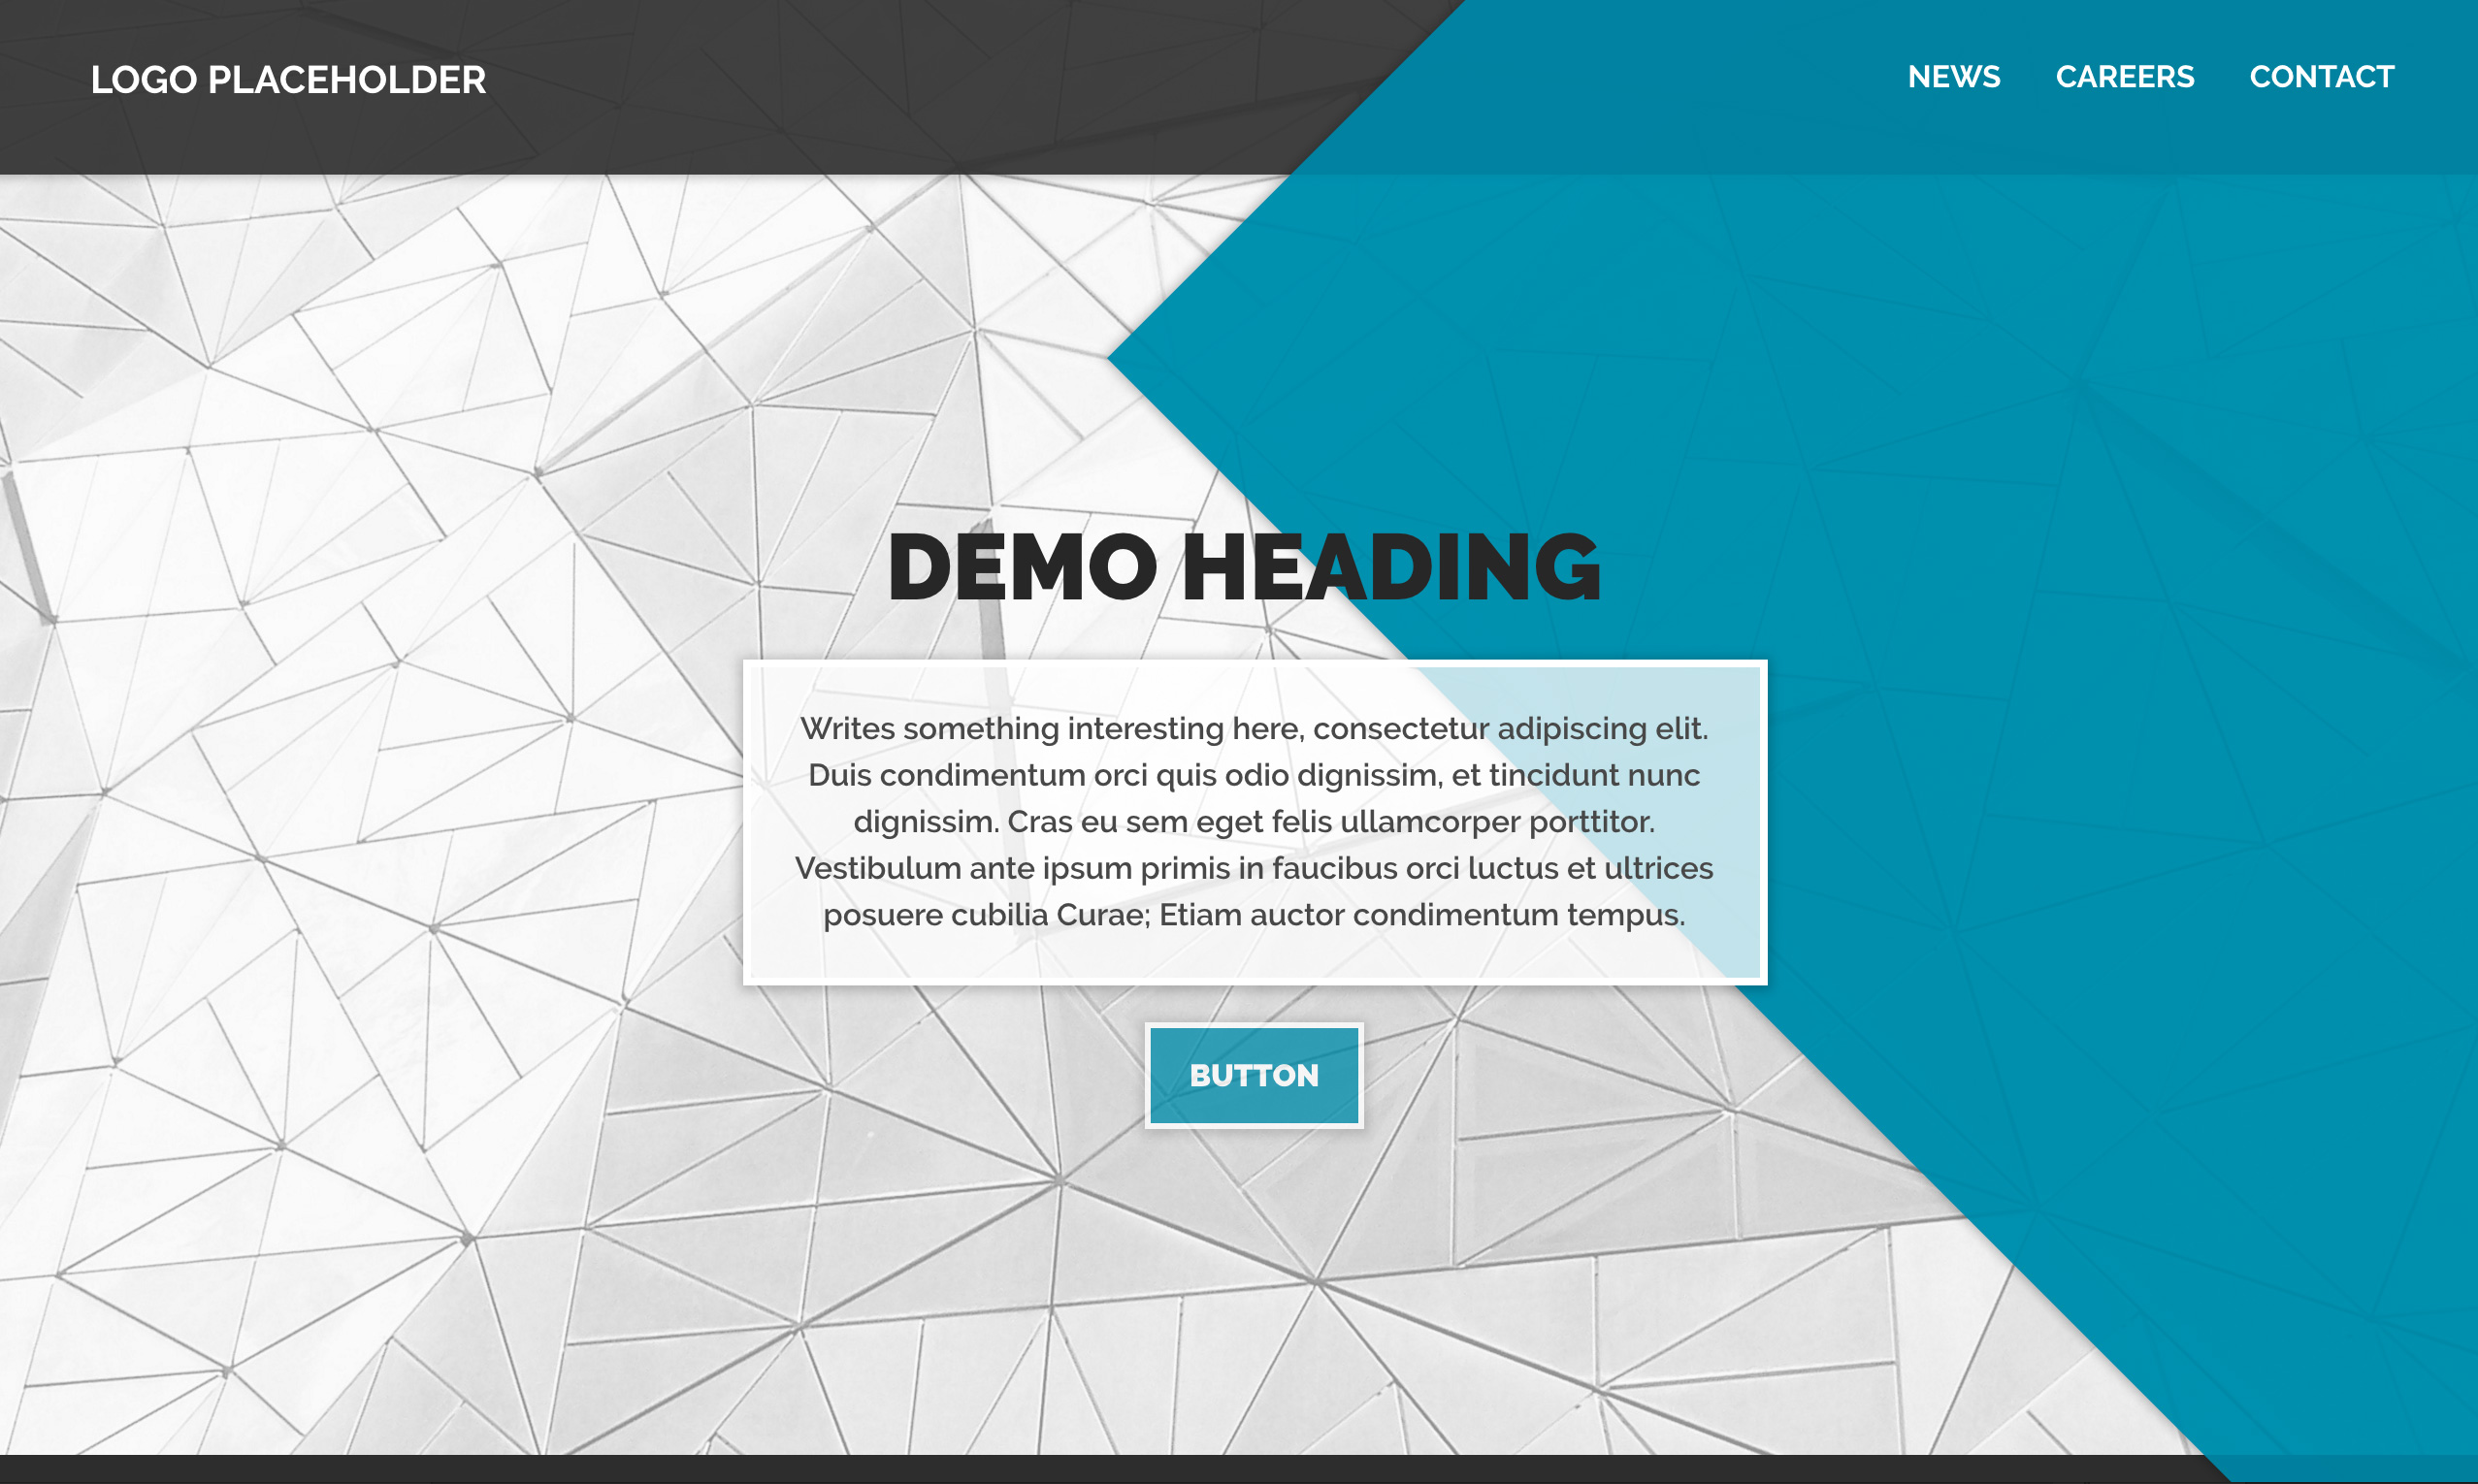 LOGO PLACEHOLDER
NEWS CAREERS CONTACT
DEMO HEADING
Writes something interesting here, consectetur adipiscing elit.
Duis condimentum orci quis odio dignissim, et tincidunt nunc
dignissim. Cras eu sem eget felis ullamcorper porttitor.
Vestibulum ante ipsum primis in faucibus orci luctus et ultrices
posuere cubilia Curae; Etiam auctor condimentum tempus.
BUTTON